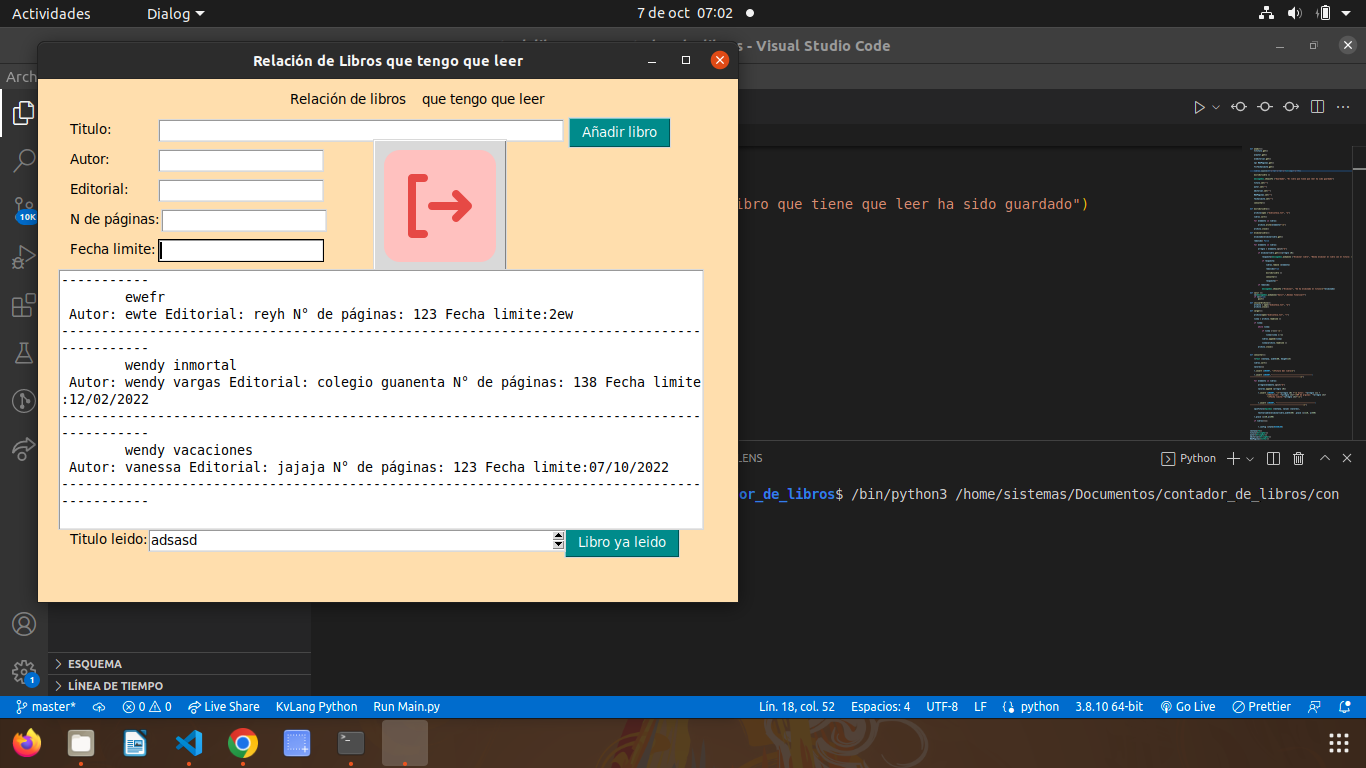 Actividades
Dialog
7 de oct 07:02
s - Visual Studio Code
Relación de Libros que tengo que leer
Arch
Relación de libros que tengo que leer
Titulo:
Añadir libro
Autor:
Editorial:
N de páginas:
Fecha limite:
ibro que tiene que leer ha sido guardado")
10K
-----------
ewefr
Autor: ewte Editorial: reyh N° de páginas: 123 Fecha limite:2ew
--------------------------------------------------------------------------------
-----------
wendy inmortal
Autor: wendy vargas Editorial: colegio guanenta N° de páginas: 138 Fecha limite
:12/02/2022
--------------------------------------------------------------------------------
-----------
wendy vacaciones
Autor: vanessa Editorial: jajaja N° de páginas: 123 Fecha limite:07/10/2022
--------------------------------------------------------------------------------
-----------
Titulo leido:
adsasd
Libro ya leido
LENS
Python
or_de_libros$ /bin/python3 /home/sistemas/Documentos/contador_de_libros/con
ESQUEMA
LÍNEA DE TIEMPO
1
master*
0
0
Live Share
KvLang Python
Run Main.py
Lín. 18, col. 52
Espacios: 4
UTF-8
LF
python
3.8.10 64-bit
Go Live
Prettier